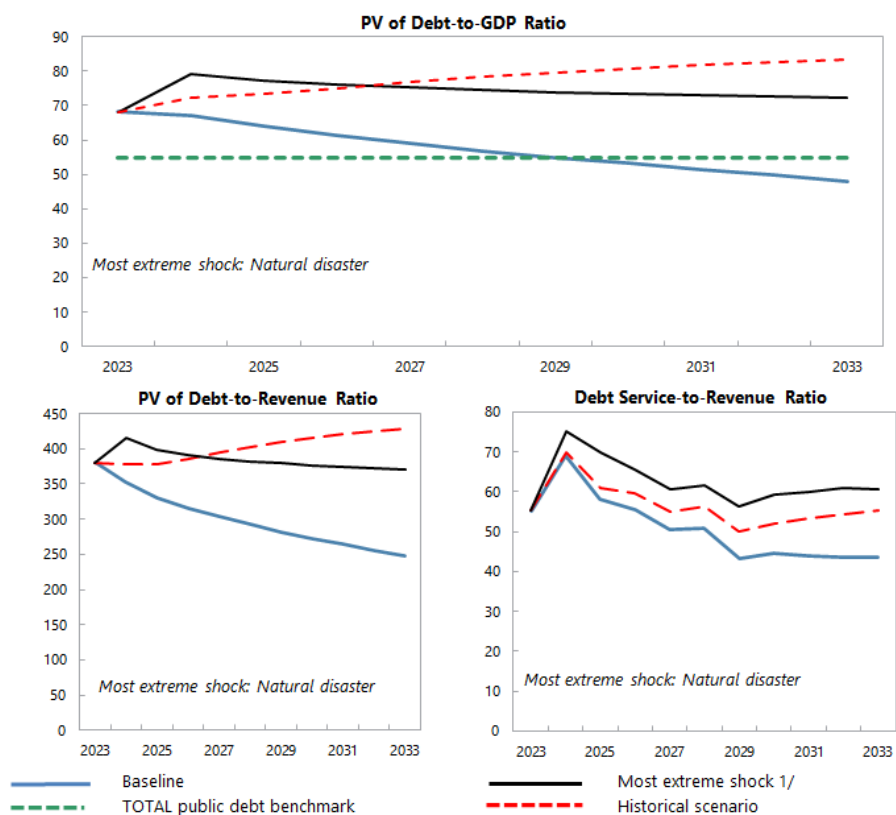 PV of Debt-to-GDP Ratio
90
80
70
60
50
40
30
20
10
0
Most extreme shock: Natural disaster
2023 2025 2027 2029 2031 2033
PV of Debt-to-Revenue Ratio
450
400
350
300
250
200
150
100
50
0
Most extreme shock: Natural disaster
2023 2025 2027 2029 2031 2033
Debt Service-to-Revenue Ratio
80
70
60
50
40
30
20
10
0
Most extreme shock: Natural disaster
2023 2025 2027 2029 2031 2033
Baseline
Most extreme shock 1/
TOTAL public debt benchmark
Historical scenario